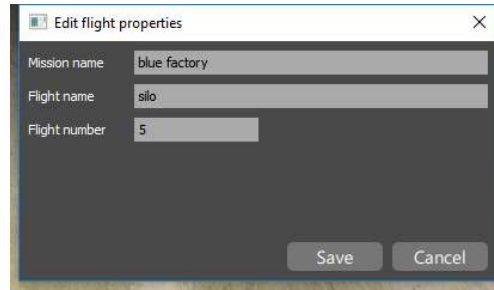 Edit flight properties
Mission name blue factory
Flight name silo
Flight number 5
Save Cancel